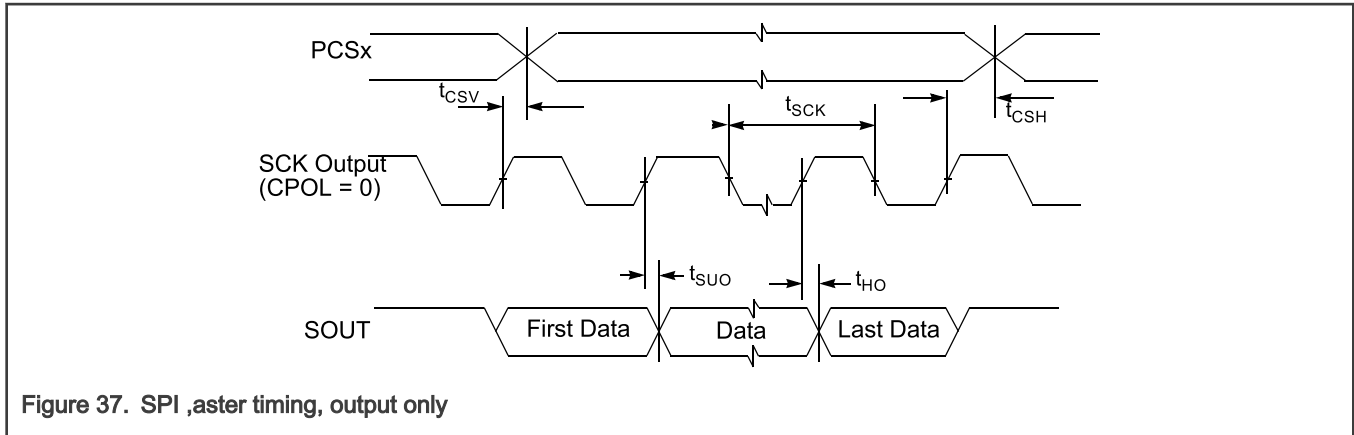 PCSx
tCSV
tSCK
tCSH
SCK Output
(CPOL = 0)
tSUO
tHO
SOUT
First Data
Data
Last Data
Figure 37. SPI ,aster timing, output only